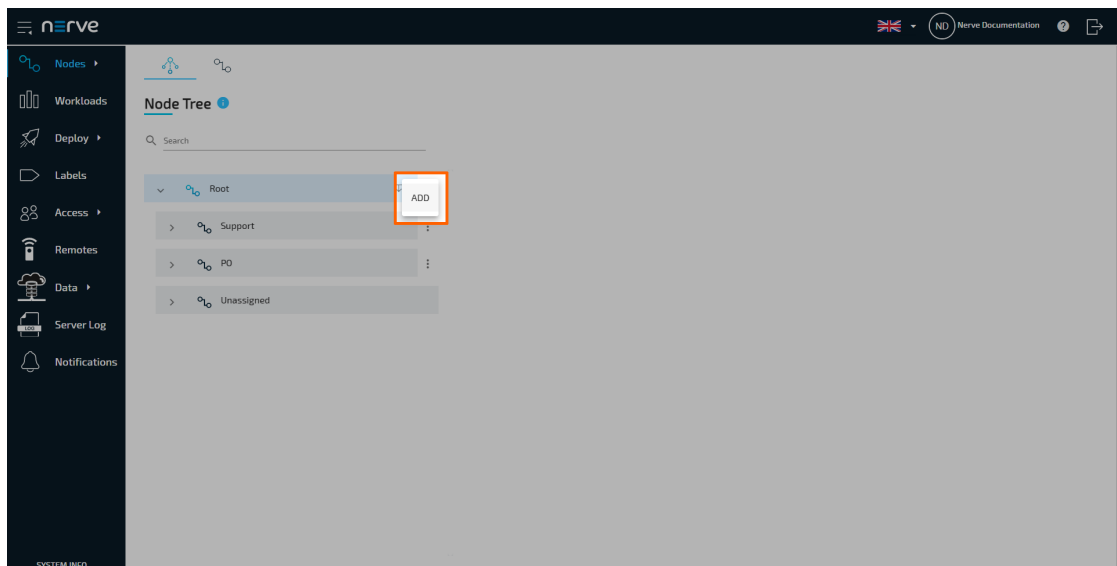 nerve
ND Nerve Documentation
Nodes
Workloads
Deploy
Labels
Access
Remotes
Data
LOG
Server Log
Notifications
SYSTEM INFO
Node Tree
Search
Root
ADD
Support
PO
Unassigned